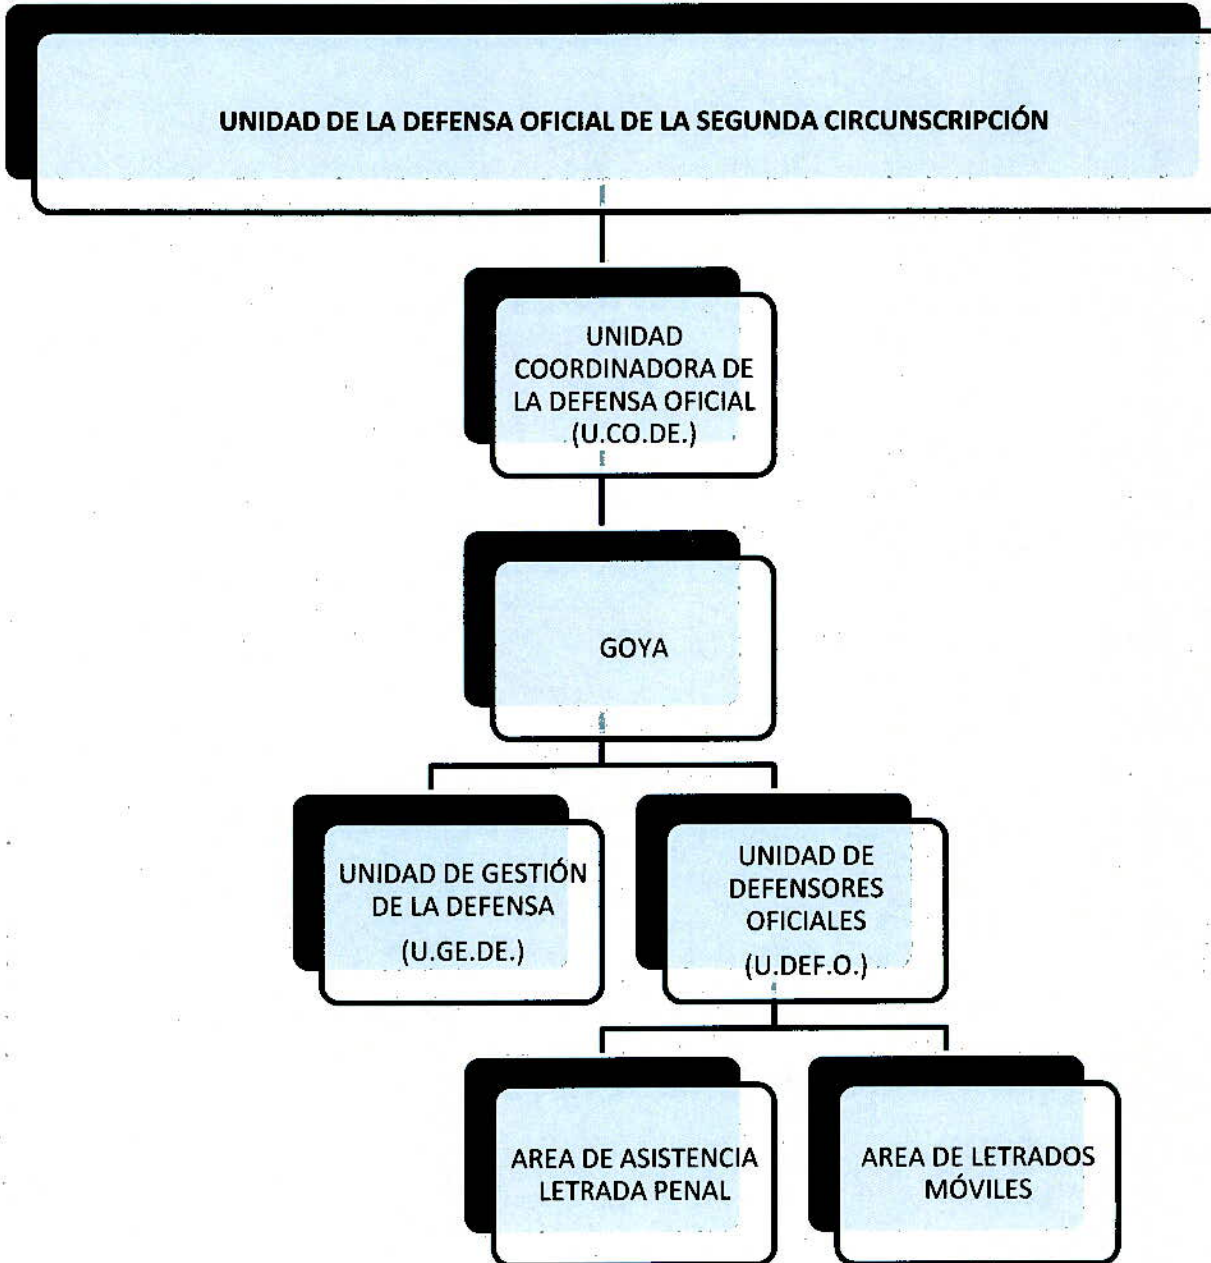 UNIDAD DE LA DEFENSA OFICIAL DE LA SEGUNDA CIRCUNSCRIPCIÓN
UNIDAD
COORDINADORA DE
LA DEFENSA OFICIAL
(U.CO.DE.)
GOYA
UNIDAD DE GESTIÓN
DE LA DEFENSA
(U.GE.DE.)
UNIDAD DE
DEFENSORES
OFICIALES
(U.DEF.O.)
AREA DE ASISTENCIA
LETRADA PENAL
AREA DE LETRADOS
MÓVILES